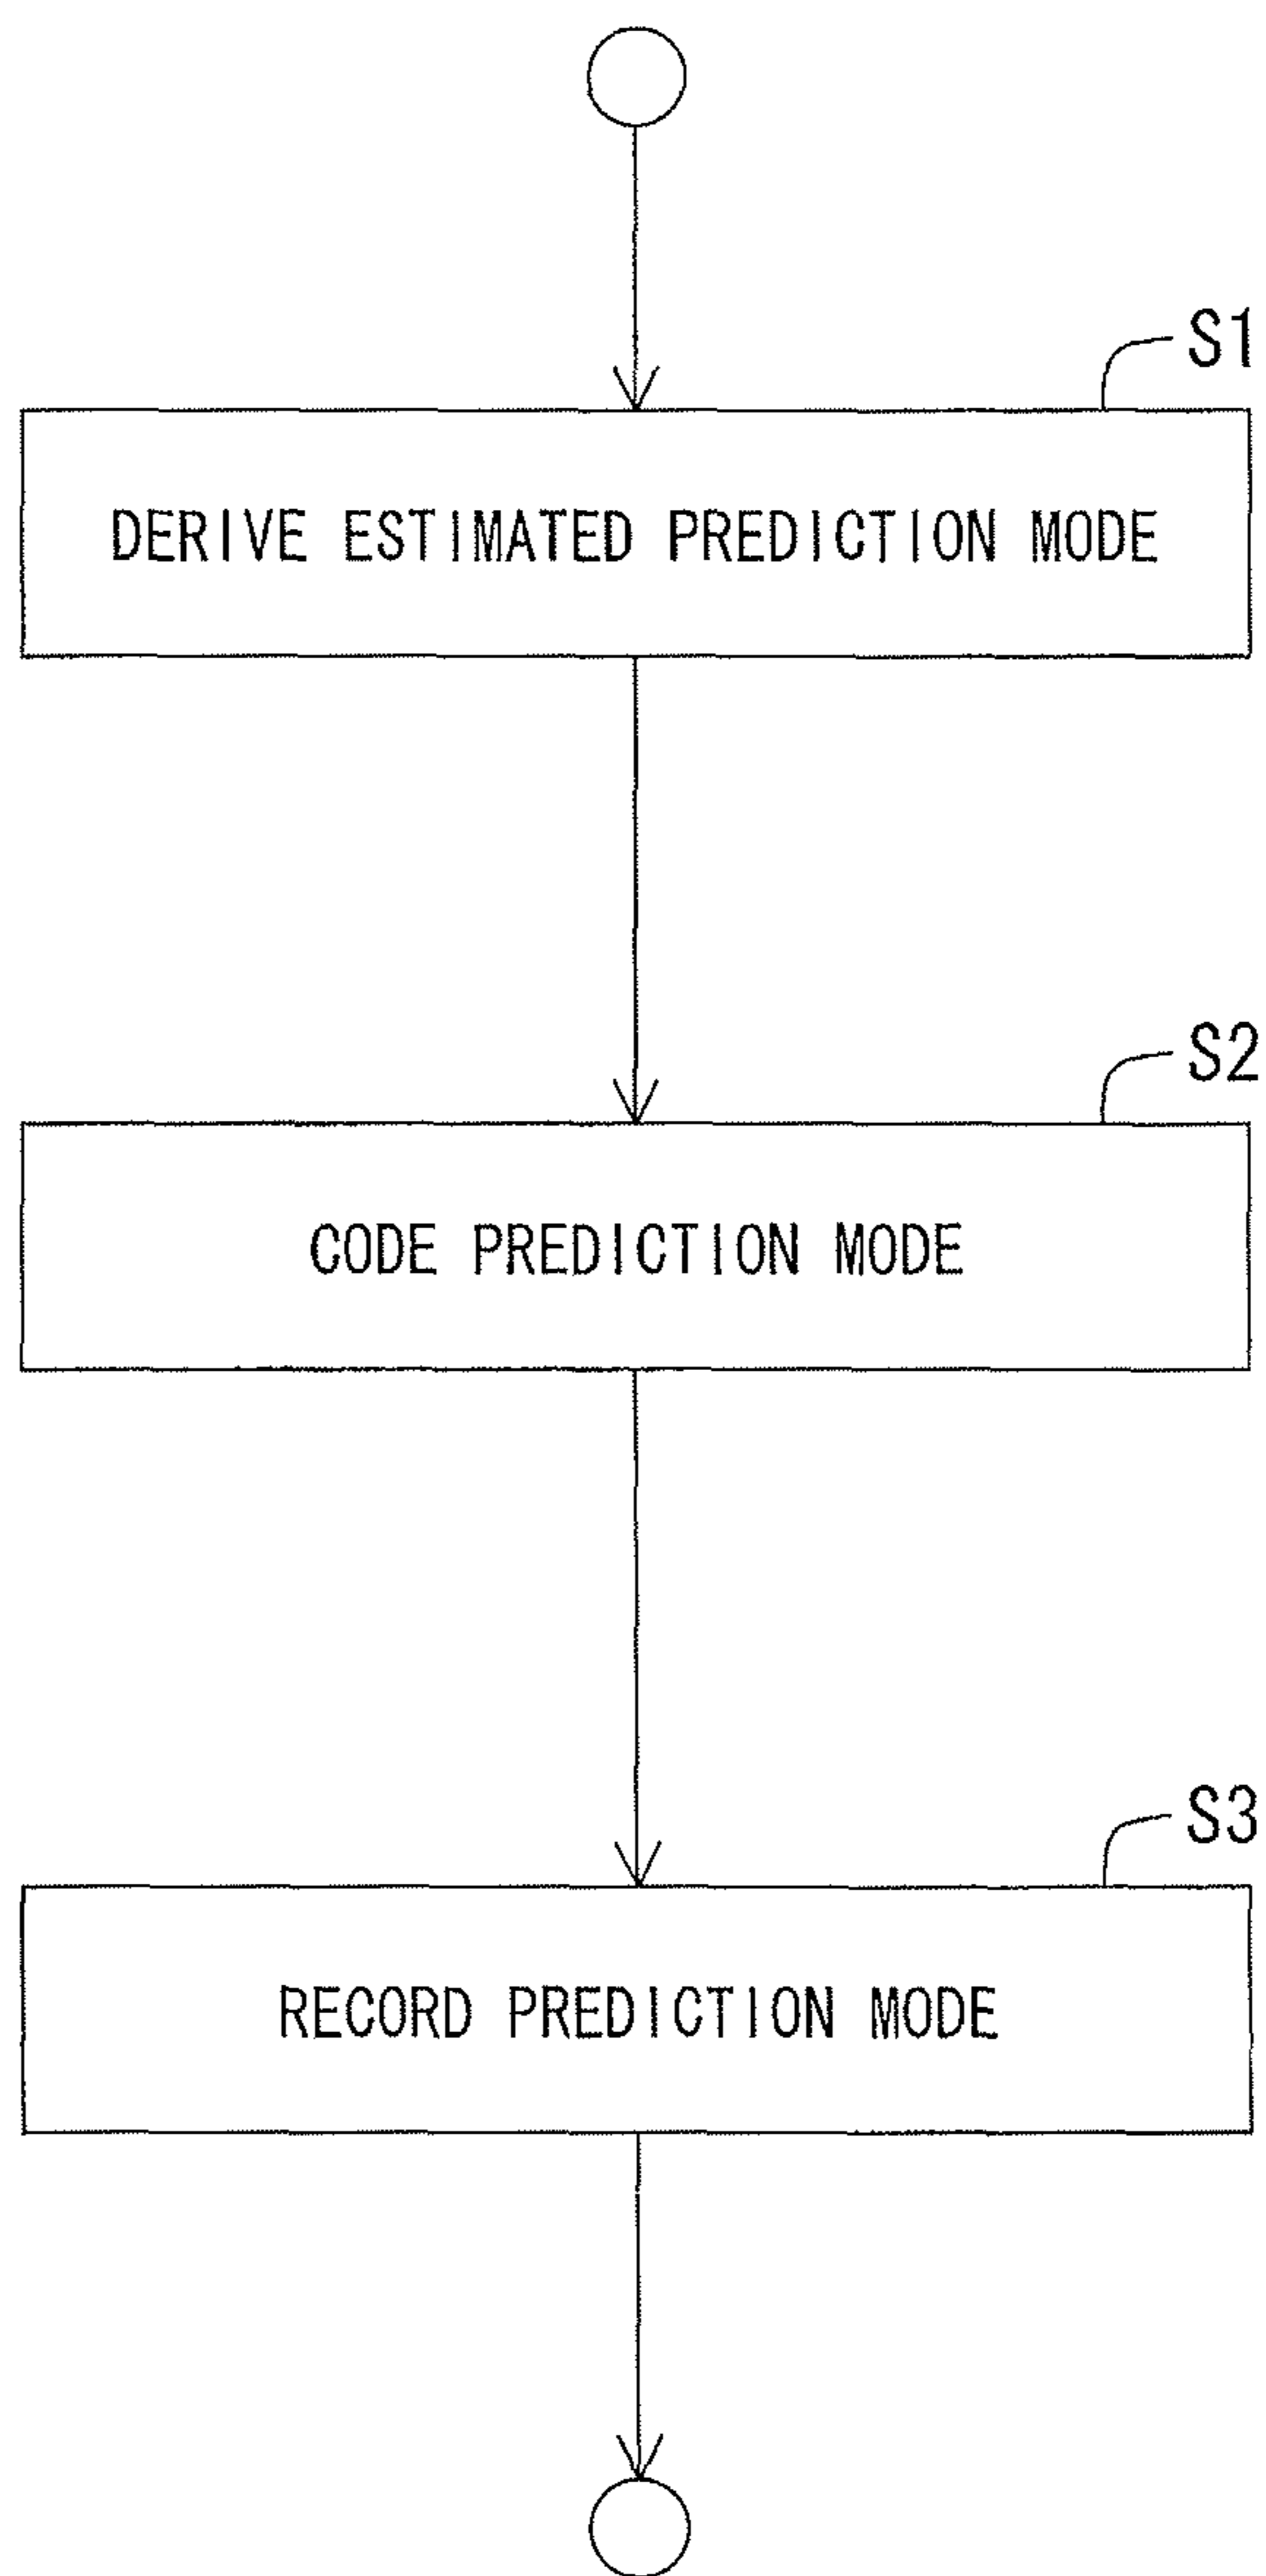 S1
DERIVE ESTIMATED PREDICTION MODE
S2
CODE PREDICTION MODE
S3
RECORD PREDICTION MODE